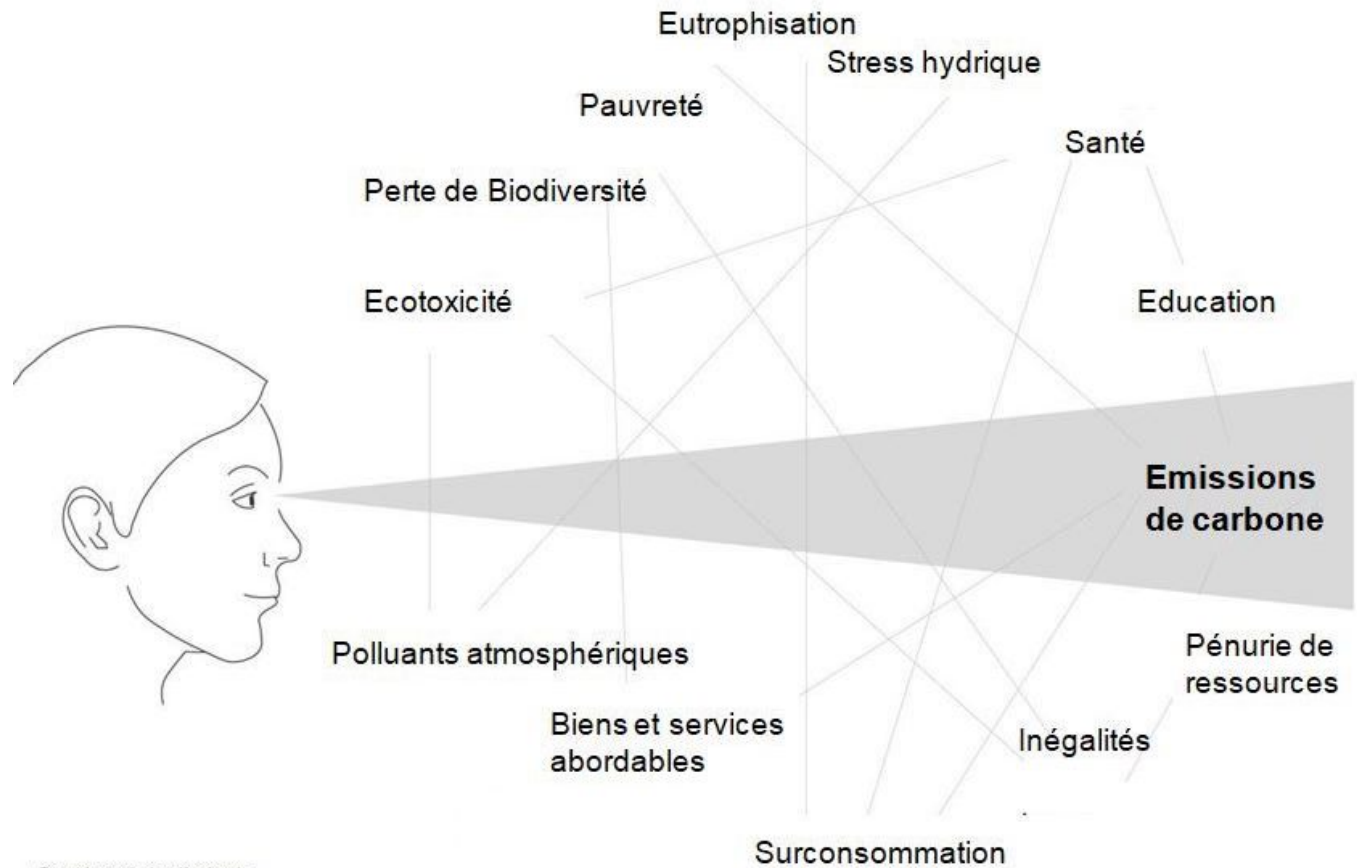 Eutrophisation
Stress hydrique
Pauvreté
Santé
Perte de Biodiversité
Ecotoxicité
Education
Emissions
de carbone
Polluants atmosphériques
Pénurie de
ressources
Biens et services
abordables
Inégalités
Surconsommation